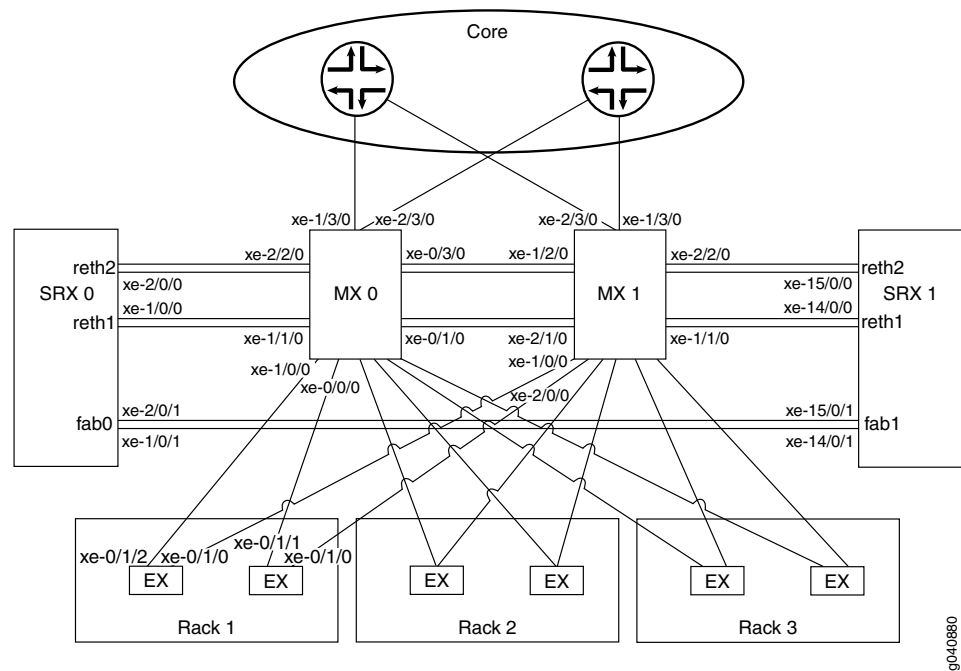 Core
xe-1/3/0 xe-2/3/0 xe-2/3/0 xe-1/3/0
xe-2/2/0 xe-0/3/0 xe-1/2/0 xe-2/2/0
reth2 reth2
SRX 0 xe-2/0/0 MX 0 MX 1 xe-15/0/0 SRX 1
xe-1/0/0 xe-14/0/0
reth1 reth1
xe-1/1/0 xe-0/1/0 xe-2/1/0 xe-1/1/0
xe-1/0/0 xe-1/0/0
xe-0/0/0 xe-2/0/0
xe-2/0/1 xe-15/0/1
fab0 fab1
xe-1/0/1 xe-14/0/1
xe-0/1/2 xe-0/1/0 xe-0/1/1 xe-0/1/0
EX EX EX EX EX EX
Rack 1 Rack 2 Rack 3
g040880